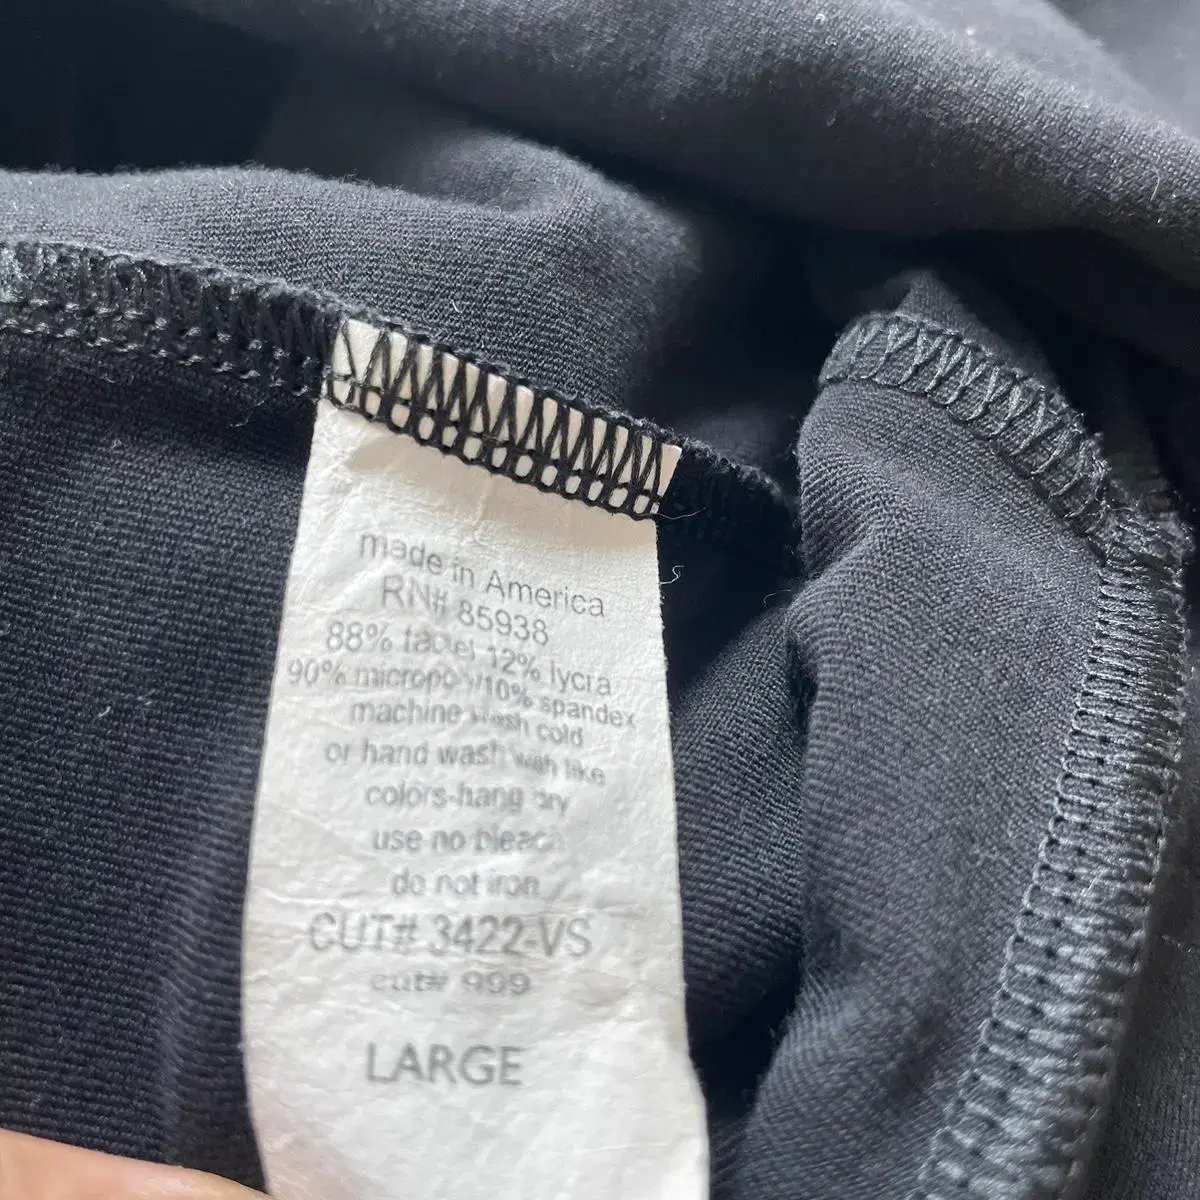 made in America
RN# 85938
88% tactel 12% lycra
90% micropoly/10% spandex
machine wash cold
or hand wash with like
colors-hang dry
use no bleach
do not iron
CUT# 3422-VS
cut# 999
LARGE